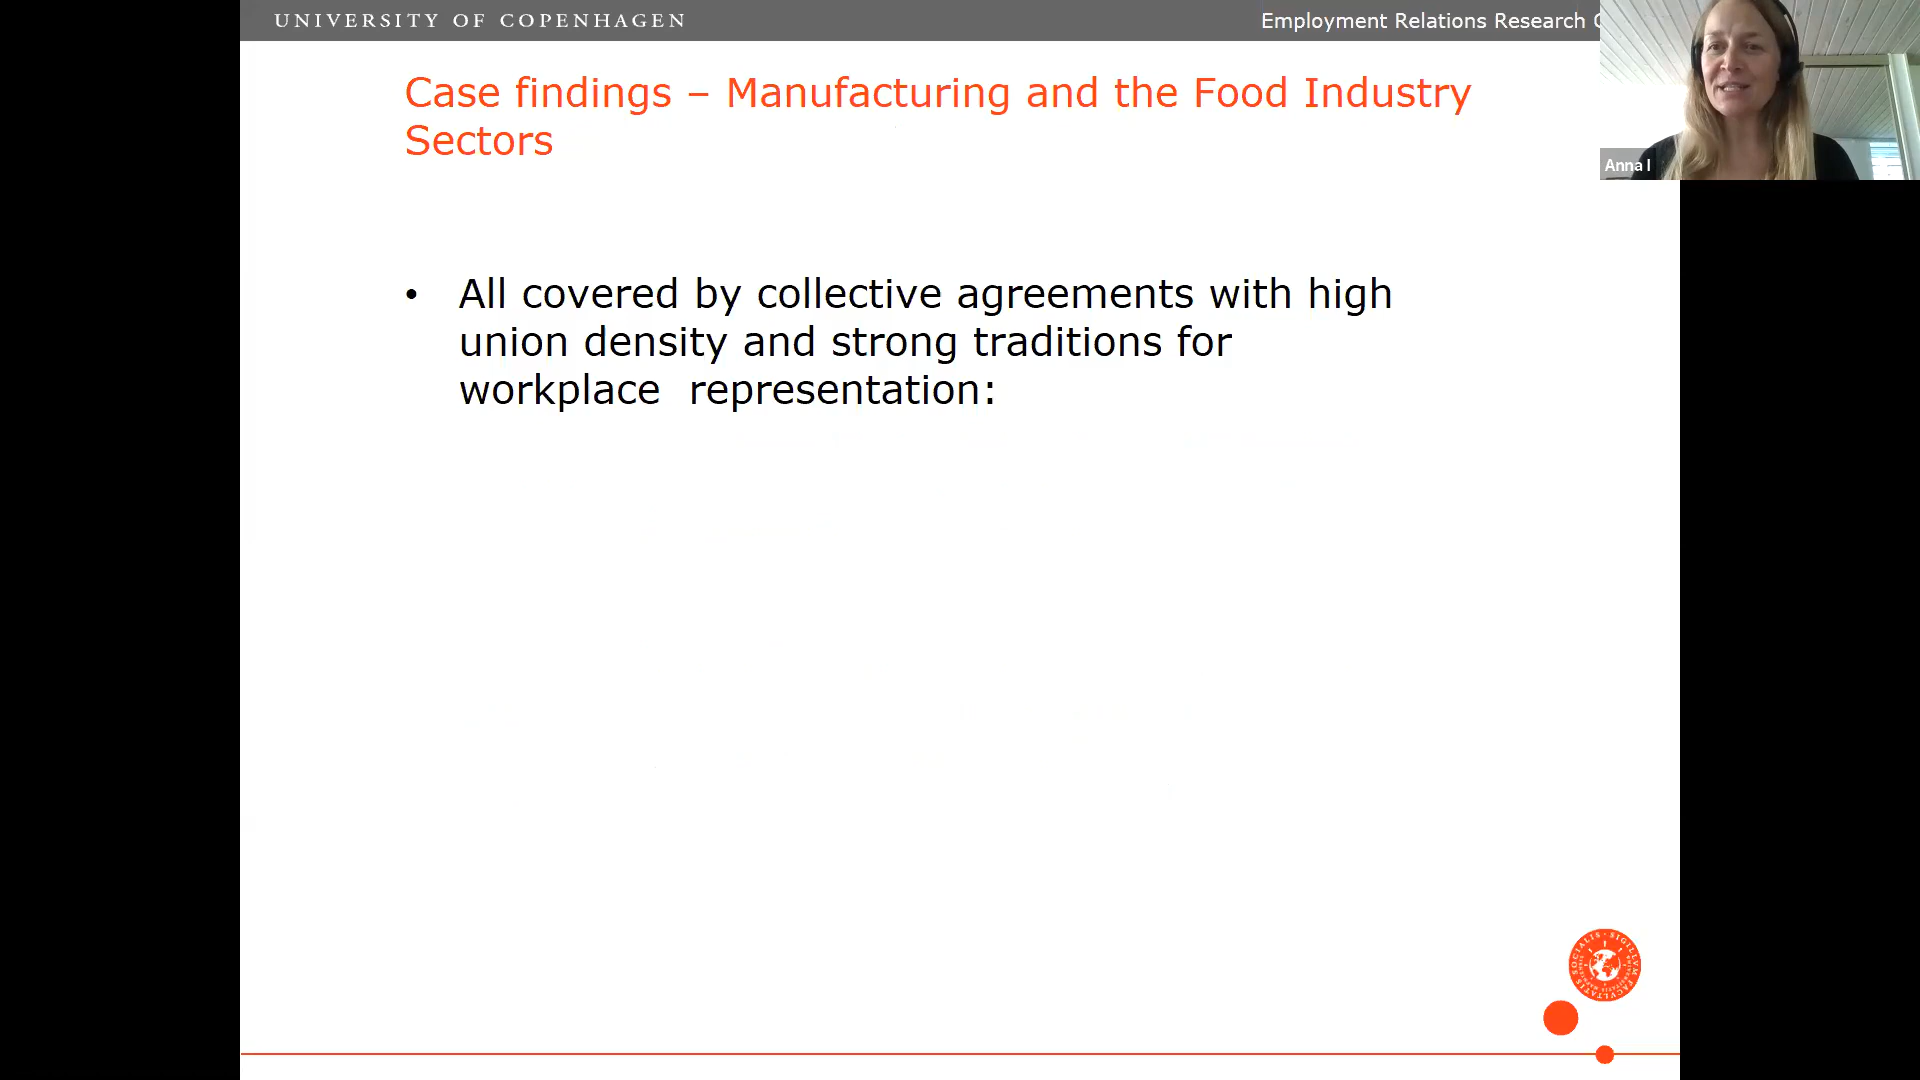 UNIVERSITY OF COPENHAGEN
Employment Relations Research
Case findings – Manufacturing and the Food Industry
Sectors
Anna I
• All covered by collective agreements with high
union density and strong traditions for
workplace  representation: